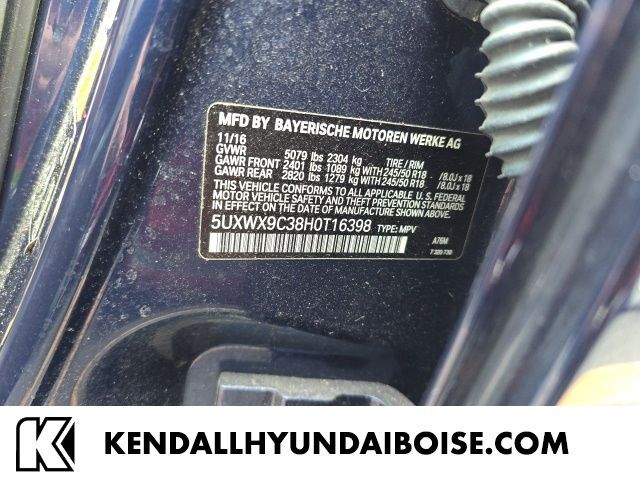 MFD BY BAYERISCHE MOTOREN WERKE AG
11/16
GVWR 5079 lbs 2304 kg TIRE / RIM
GAWR FRONT 2401 lbs 1089 kg WITH 245/50 R18 /8.0J x 18
GAWR REAR 2820 lbs 1279 kg WITH 245/50 R18 /8.0J x 18
THIS VEHICLE CONFORMS TO ALL APPLICABLE U. S. FEDERAL
MOTOR VEHICLE SAFETY AND THEFT PREVENTION STANDARDS
IN EFFECT ON THE DATE OF MANUFACTURE SHOWN ABOVE.
5UXWX9C38H0T16398 TYPE: MPV
A76M
7 320 730
K KENDALLHYUNDAIBOISE.COM